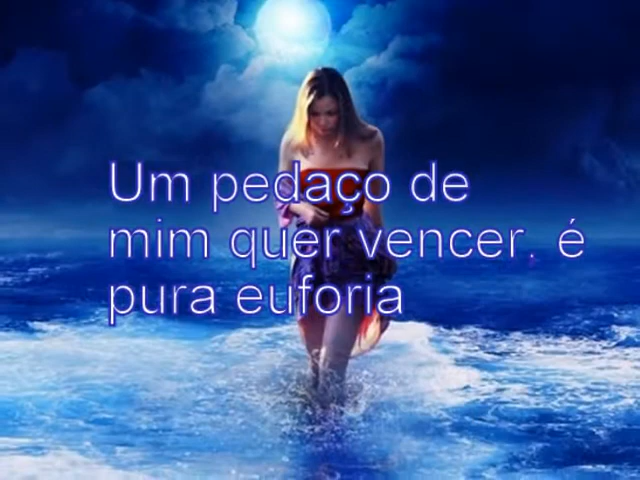 Um pedaço de
mim quer vencer, é
pura euforia